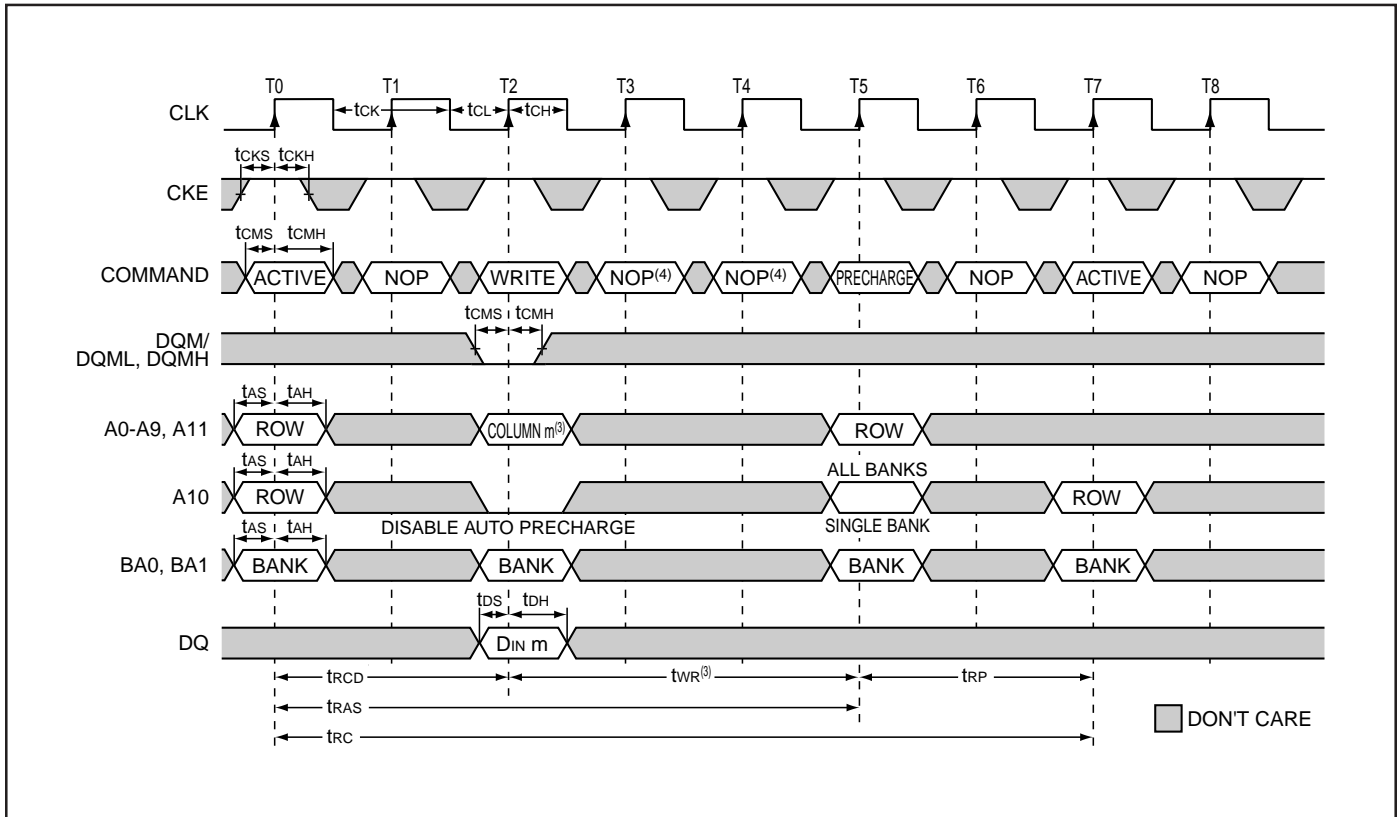 T0 T1 T2 T3 T4 T5 T6 T7 T8
CLK tCK tCL tCH
tCKS tCKH
CKE
tCMS tCMH
COMMAND ACTIVE NOP WRITE NOP(4) NOP(4) PRECHARGE NOP ACTIVE NOP
tCMS tCMH
DQM/
DQML, DQMH
tAS tAH
A0-A9, A11 ROW COLUMN m(3) ROW
tAS tAH ALL BANKS
A10 ROW ROW
tAS tAH DISABLE AUTO PRECHARGE SINGLE BANK
BA0, BA1 BANK BANK BANK BANK
tDS tDH
DQ DIN m
tRCD tWR(3) tRP
tRAS
DON'T CARE
tRC